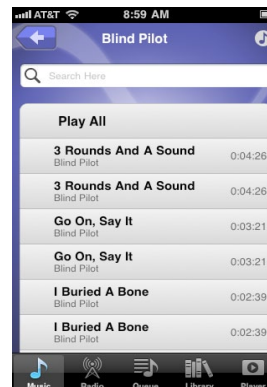 AT&T 8:59 AM
Blind Pilot
Search Here
Play All
3 Rounds And A Sound
Blind Pilot
0:04:26
3 Rounds And A Sound
Blind Pilot
0:04:26
Go On, Say It
Blind Pilot
0:03:21
Go On, Say It
Blind Pilot
0:03:21
I Buried A Bone
Blind Pilot
0:02:39
I Buried A Bone
Blind Pilot
0:02:39
Music Radio Queue Library Player